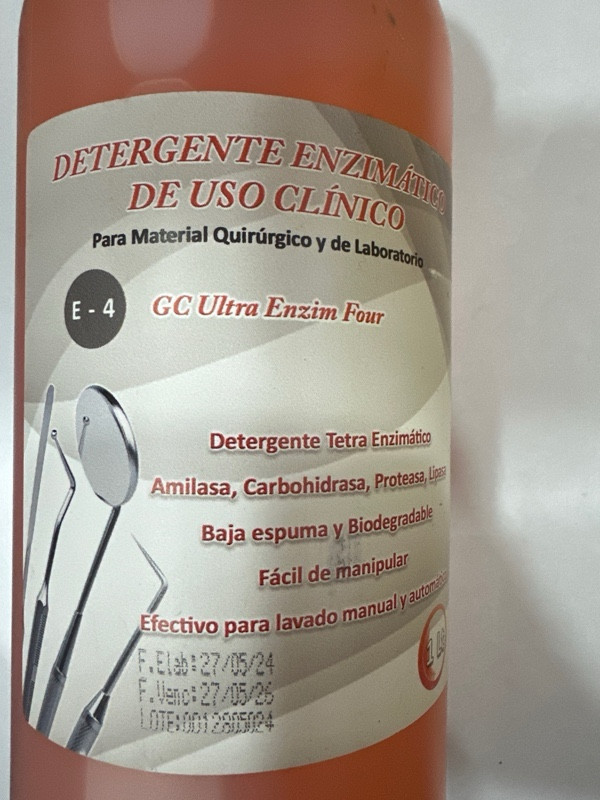 DETERGENTE ENZIMÁTICO
DE USO CLÍNICO
Para Material Quirúrgico y de Laboratorio
E - 4
GC Ultra Enzim Four
Detergente Tetra Enzimático
Amilasa, Carbohidrasa, Proteasa, Lipasa
Baja espuma y Biodegradable
Fácil de manipular
Efectivo para lavado manual y
F.Elab:27/05/24
F.Venc:27/05/26